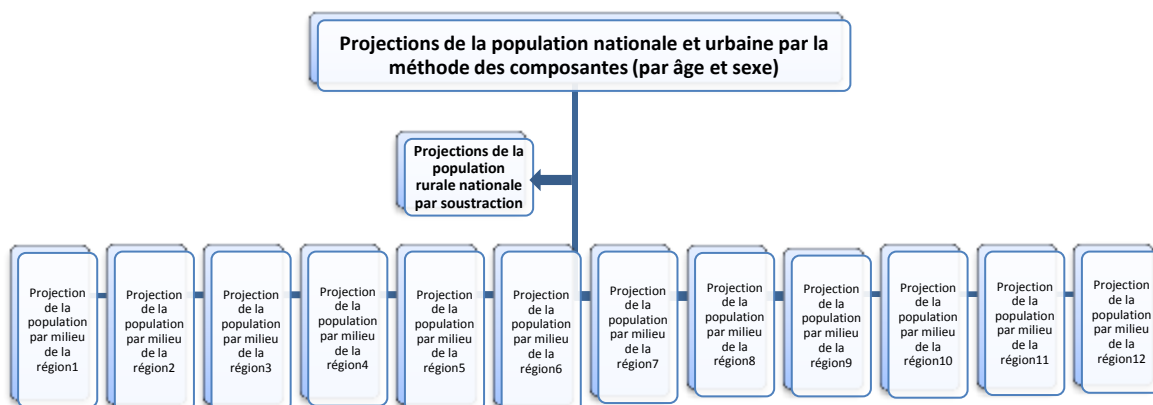 Projections de la population nationale et urbaine par la
méthode des composantes (par âge et sexe)
Projections de la
population
rurale nationale
par soustraction
Projection
de la
population
par milieu
de la
région1
Projection
de la
population
par milieu
de la
région2
Projection
de la
population
par milieu
de la
région3
Projection
de la
population
par milieu
de la
région4
Projection
de la
population
par milieu
de la
région5
Projection
de la
population
par milieu
de la
région6
Projection
de la
population
par milieu
de la
région7
Projection
de la
population
par milieu
de la
région8
Projection
de la
population
par milieu
de la
région9
Projection
de la
population
par milieu
de la
région10
Projection
de la
population
par milieu
de la
région11
Projection
de la
population
par milieu
de la
région12